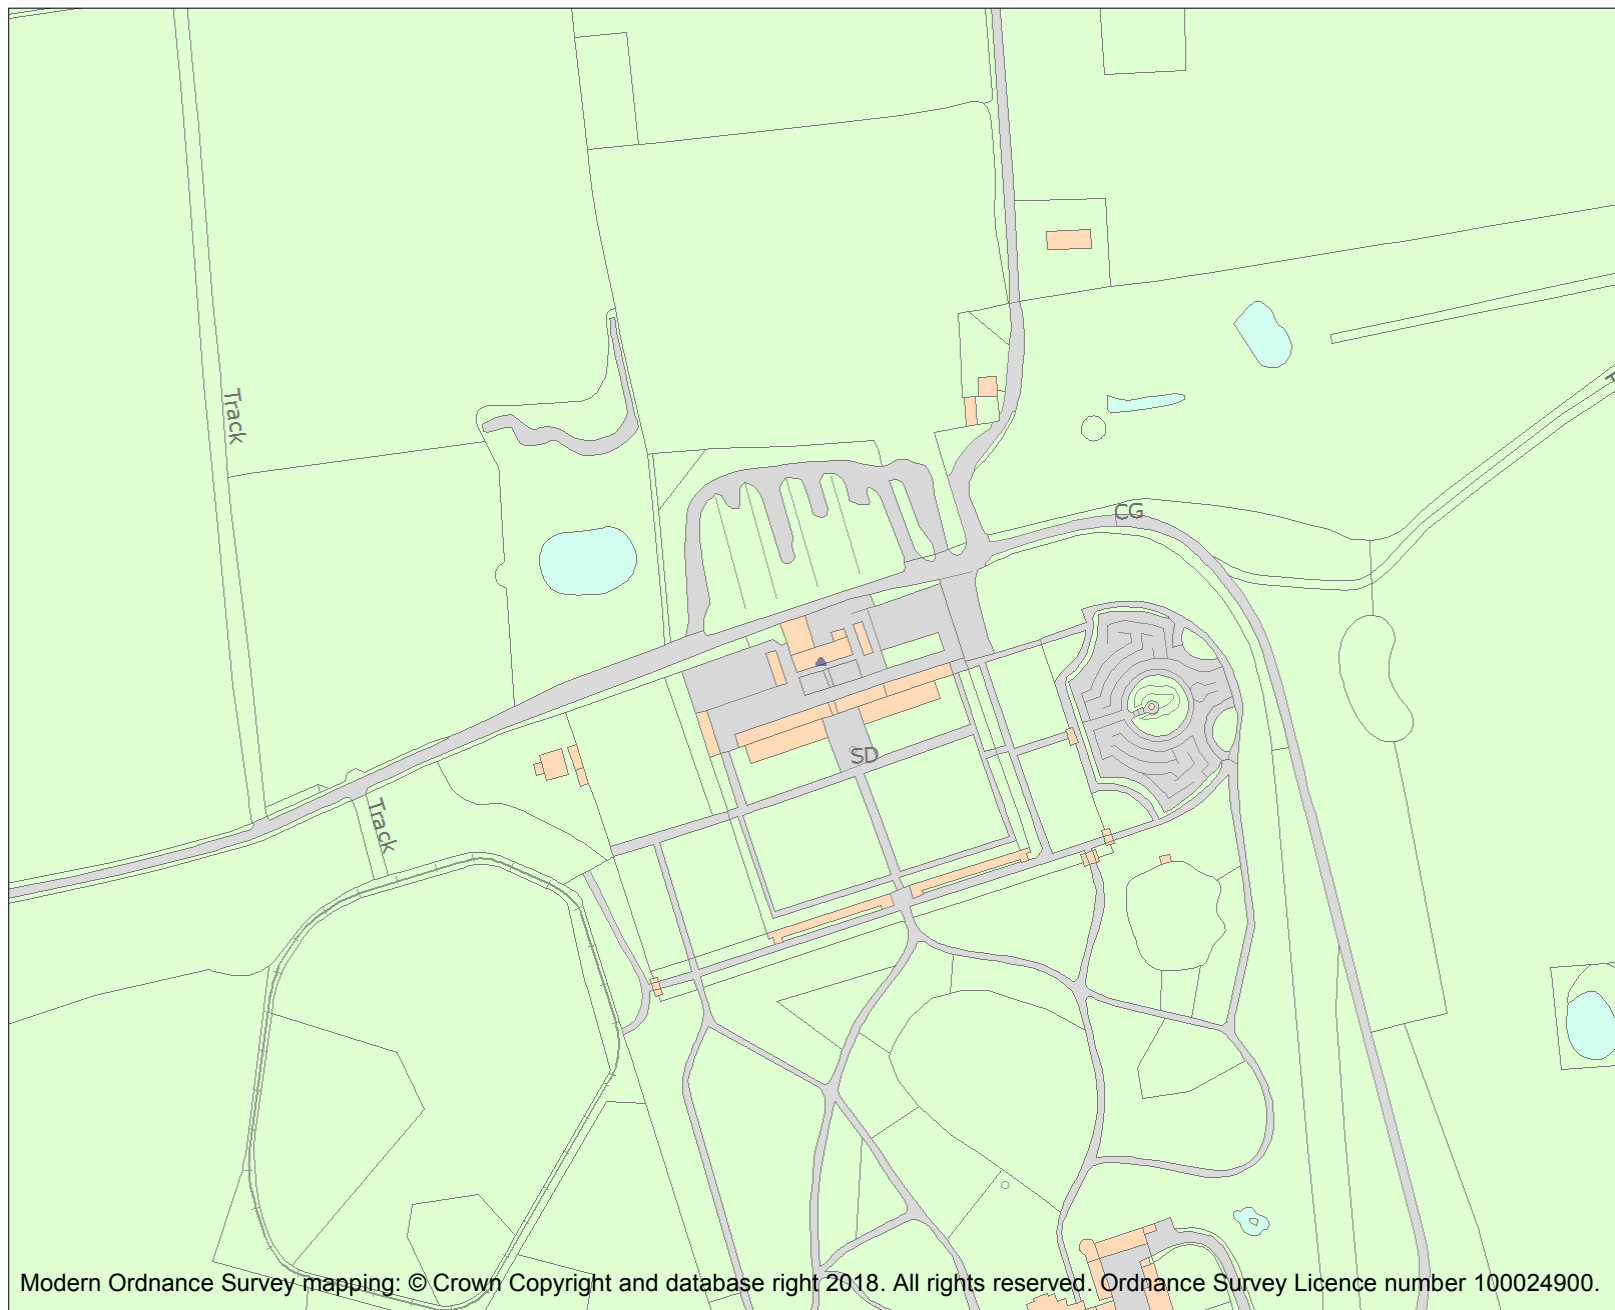 Track
CG
SD
Track
Modern Ordnance Survey mapping: © Crown Copyright and database right 2018. All rights reserved. Ordnance Survey Licence number 100024900.